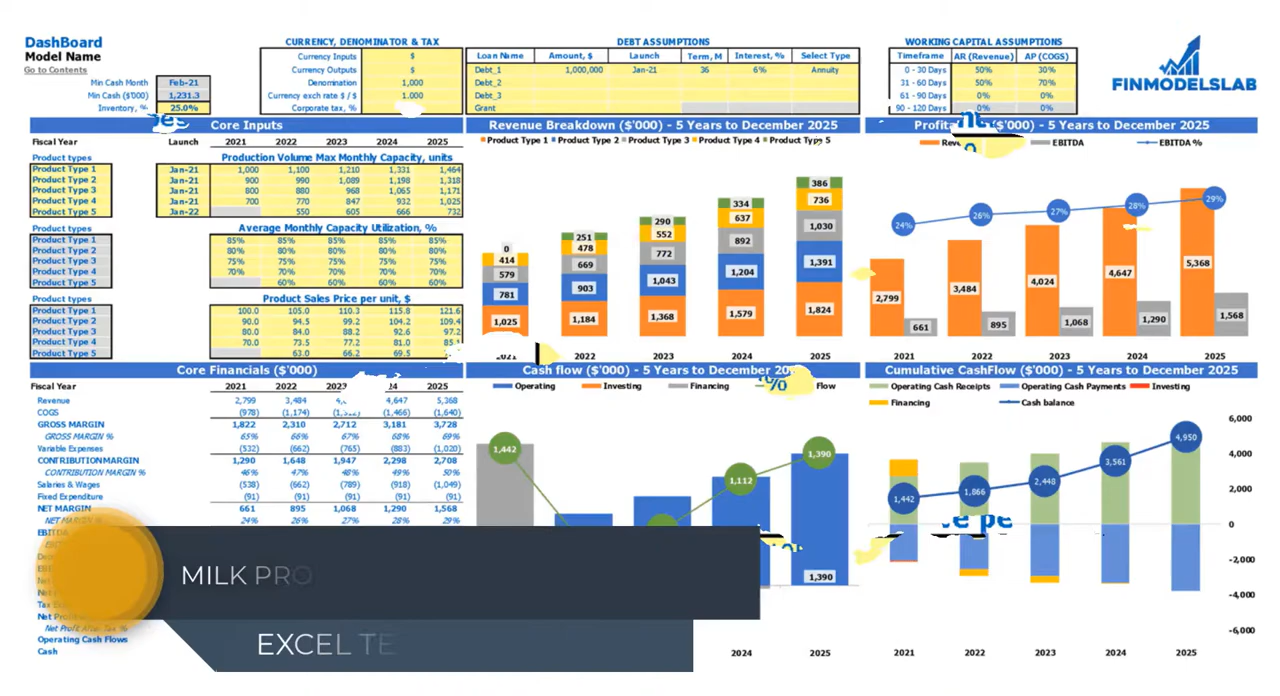 DashBoard
Model Name
Go to Contents
Min Cash Month Feb-21
Min Cash ($'000) 1,231.3
Inventory, % 25.0%
CURRENCY, DENOMINATOR & TAX
Currency Inputs $
Currency Outputs $
Denomination 1,000
Currency exch rate $ / $ 1.000
Corporate tax, %
DEBT ASSUMPTIONS
Loan Name Amount, $ Launch Term, M Interest, % Select Type
Debt_1 1,000,000 Jan-21 36 6% Annuity
Debt_2
Debt_3
Grant
WORKING CAPITAL ASSUMPTIONS
Timeframe AR (Revenue) AP (COGS)
0 - 30 Days 50% 30%
31 - 60 Days 50% 70%
61 - 90 Days 0% 0%
90 - 120 Days 0% 0%
FINMODELSLAB
Core Inputs
Fiscal Year Launch 2021 2022 2023 2024 2025
Product types Production Volume Max Monthly Capacity, units
Product Type 1 Jan-21 1,000 1,100 1,210 1,331 1,464
Product Type 2 Jan-21 900 990 1,089 1,198 1,318
Product Type 3 Jan-21 800 880 968 1,065 1,171
Product Type 4 Jan-21 700 770 847 932 1,025
Product Type 5 Jan-22 550 605 666 732
Product types Average Monthly Capacity Utilization, %
Product Type 1 85% 85% 85% 85% 85%
Product Type 2 80% 80% 80% 80% 80%
Product Type 3 75% 75% 75% 75% 75%
Product Type 4 70% 70% 70% 70% 70%
Product Type 5 60% 60% 60% 60%
Product types Product Sales Price per unit, $
Product Type 1 100.0 105.0 110.3 115.8 121.6
Product Type 2 90.0 94.5 99.2 104.2 109.4
Product Type 3 80.0 84.0 88.2 92.6 97.2
Product Type 4 70.0 73.5 77.2 81.0 85.1
Product Type 5 63.0 66.2 69.5
Revenue Breakdown ($'000) - 5 Years to December 2025
Product Type 1 Product Type 2 Product Type 3 Product Type 4 Product Type 5
0 251 290 334 386
414 478 552 637 736
579 669 772 892 1,030
781 903 1,043 1,204 1,391
1,025 1,184 1,368 1,579 1,824
2021 2022 2023 2024 2025
($'000) - 5 Years to December 2025
EBITDA EBITDA %
24% 26% 27% 28% 29%
2,799 3,484 4,024 4,647 5,368
661 895 1,068 1,290 1,568
2021 2022 2023 2024 2025
Core Financials ($'000)
Fiscal Year 2021 2022 2023 2025
Revenue 2,799 3,484 4,647 5,368
COGS (978) (1,174) (1,466) (1,640)
GROSS MARGIN 1,822 2,310 2,712 3,181 3,728
GROSS MARGIN % 65% 66% 67% 68% 69%
Variable Expenses (532) (662) (765) (883) (1,020)
CONTRIBUTION MARGIN 1,290 1,648 1,947 2,298 2,708
CONTRIBUTION MARGIN % 46% 47% 48% 49% 50%
Salaries & Wages (538) (662) (789) (918) (1,049)
Fixed Expenditure (91) (91) (91) (91) (91)
NET MARGIN 661 895 1,068 1,290 1,568
NET MARGIN % 24% 26% 27% 28% 29%
Net Profit After Tax %
Operating Cash Flows
Cash
Cash flow ($'000) - 5 Years to December
Operating Investing Financing Flow
1,442 1,112 1,390
1,390
2024 2025
Cumulative CashFlow ($'000) - 5 Years to December 2025
Operating Cash Receipts Operating Cash Payments Investing
Financing Cash balance
6,000
4,000
2,000
0
-2,000
-4,000
-6,000
1,442 1,866 2,448 3,561 4,950
2021 2022 2023 2024 2025
MILK PRO
EXCEL TE